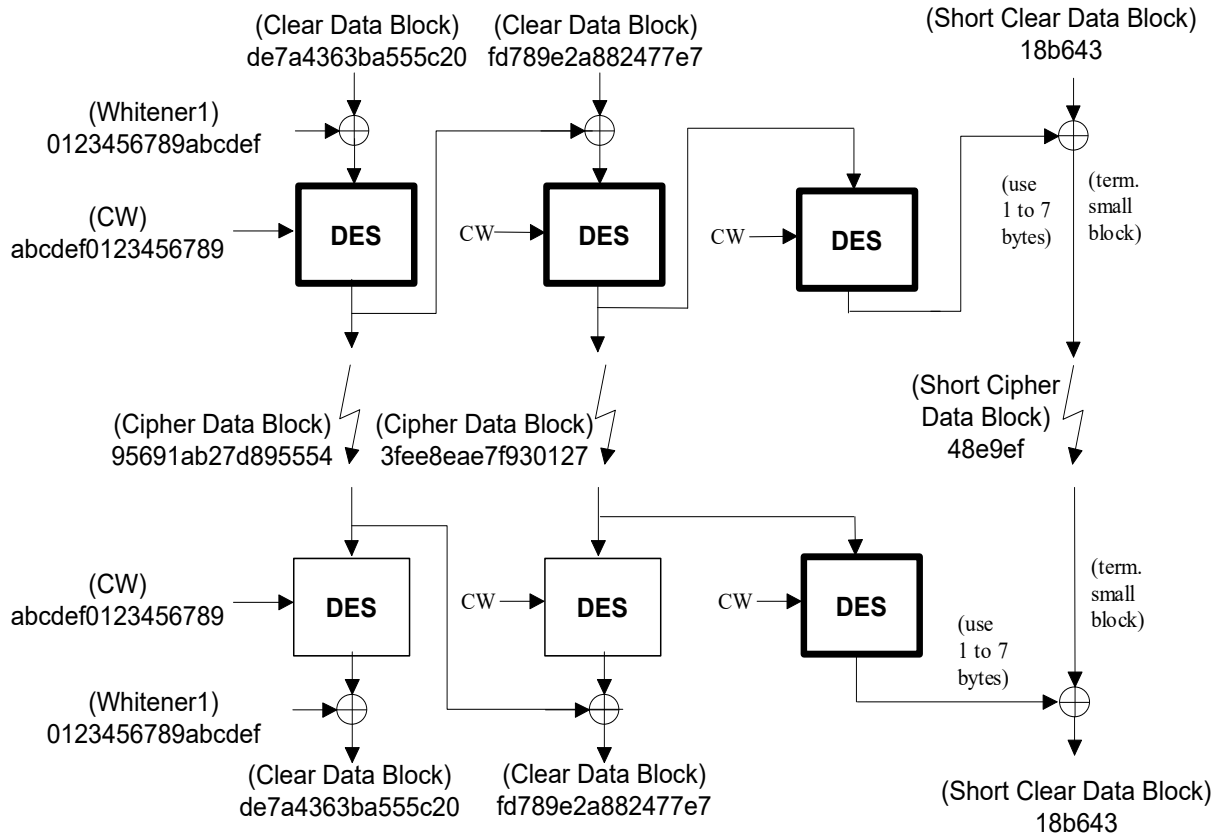 (Clear Data Block)
de7a4363ba555c20
(Clear Data Block)
fd789e2a882477e7
(Short Clear Data Block)
18b643
(Whitener1)
0123456789abcdef
(CW)
abcdef0123456789
DES
CW
DES
CW
DES
(use
1 to 7
bytes)
(term.
small
block)
(Cipher Data Block)
95691ab27d895554
(Cipher Data Block)
3fee8eae7f930127
(Short Cipher
Data Block)
48e9ef
(CW)
abcdef0123456789
DES
CW
DES
CW
DES
(use
1 to 7
bytes)
(term.
small
block)
(Whitener1)
0123456789abcdef
(Clear Data Block)
de7a4363ba555c20
(Clear Data Block)
fd789e2a882477e7
(Short Clear Data Block)
18b643